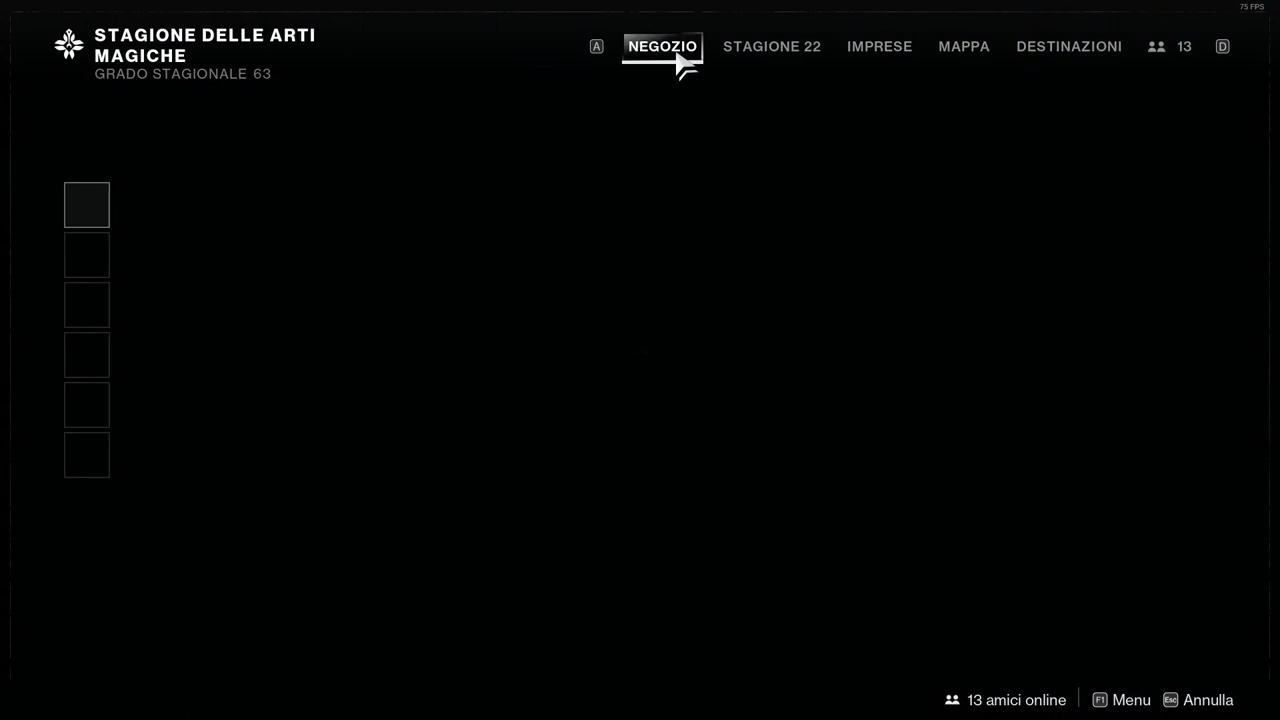 75 FPS
STAGIONE DELLE ARTI
MAGICHE
GRADO STAGIONALE 63
A NEGOZIO STAGIONE 22 IMPRESE MAPPA DESTINAZIONI 13 D
13 amici online F1 Menu Esc Annulla